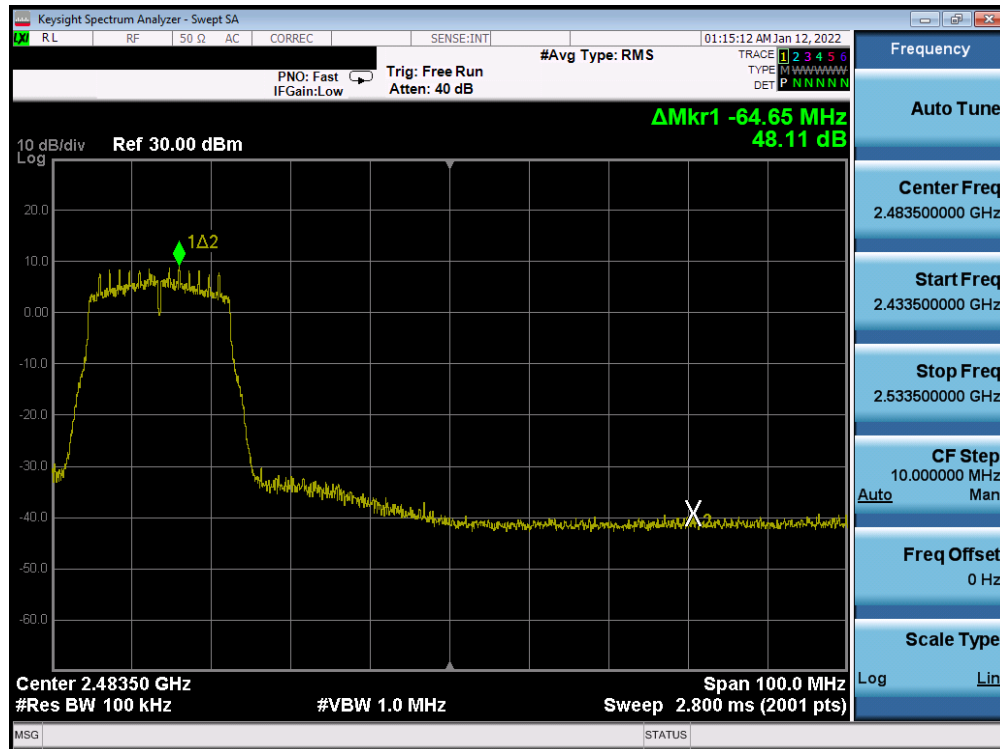 Keysight Spectrum Analyzer - Swept SA
LXI RL RF 50 Ω AC CORREC SENSE:INT 01:15:12 AM Jan 12, 2022
PNO: Fast
IFGain:Low
Trig: Free Run
Atten: 40 dB
#Avg Type: RMS
TRACE 1 2 3 4 5 6
TYPE M W W W W W
DET P N N N N N
ΔMkr1 -64.65 MHz
48.11 dB
10 dB/div Ref 30.00 dBm
Log
1Δ2
20.0
10.0
0.00
-10.0
-20.0
-30.0
-40.0
2
-50.0
-60.0
Center 2.48350 GHz Span 100.0 MHz
#Res BW 100 kHz #VBW 1.0 MHz Sweep 2.800 ms (2001 pts)
MSG STATUS
Frequency
Auto Tune
Center Freq
2.483500000 GHz
Start Freq
2.433500000 GHz
Stop Freq
2.533500000 GHz
CF Step
10.000000 MHz
Auto Man
Freq Offset
0 Hz
Scale Type
Log Lin